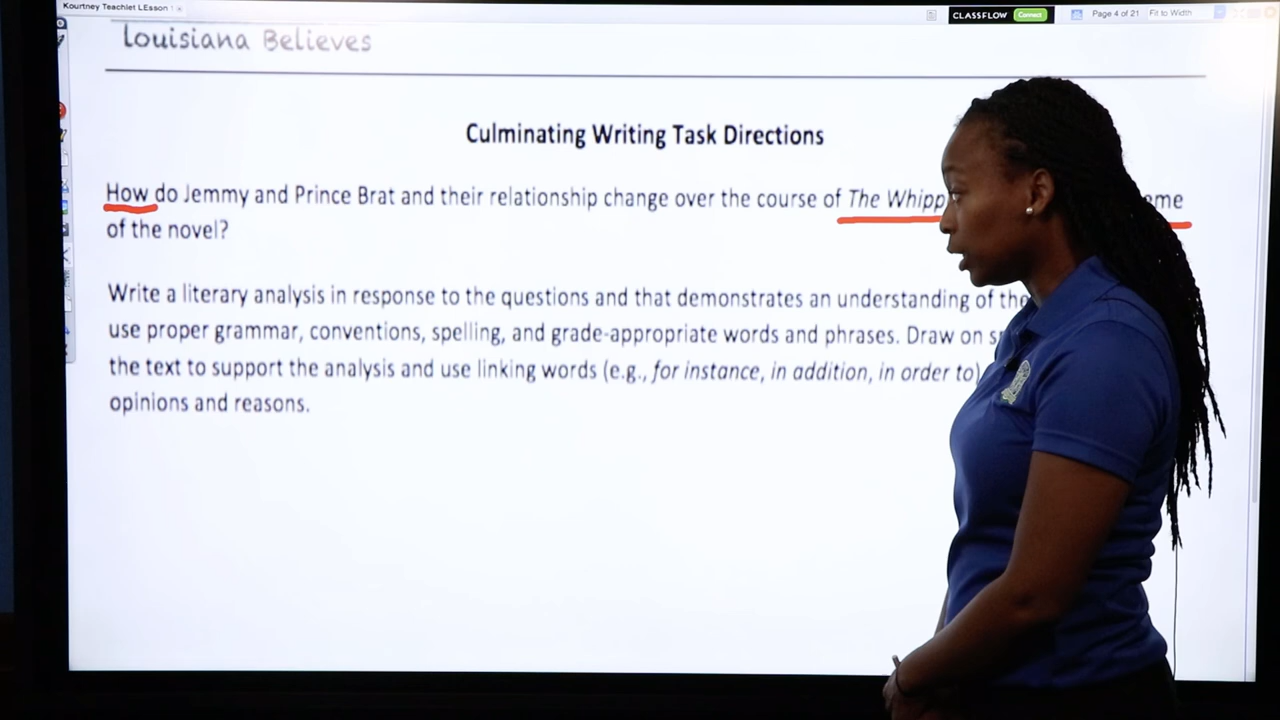 Kourtney Teachlet LEsson
CLASSFLOW Connect Page 4 of 21 Fit to Width
Louisiana Believes
Culminating Writing Task Directions
How do Jemmy and Prince Brat and their relationship change over the course of The Whipp eme
of the novel?
Write a literary analysis in response to the questions and that demonstrates an understanding of the
use proper grammar, conventions, spelling, and grade-appropriate words and phrases. Draw on
the text to support the analysis and use linking words (e.g., for instance, in addition, in order to)
opinions and reasons.